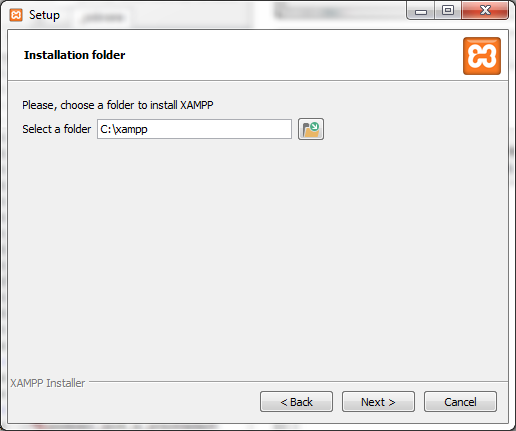 Setup
Installation folder
Please, choose a folder to install XAMPP
Select a folder C:\xampp
XAMPP Installer
< Back Next > Cancel